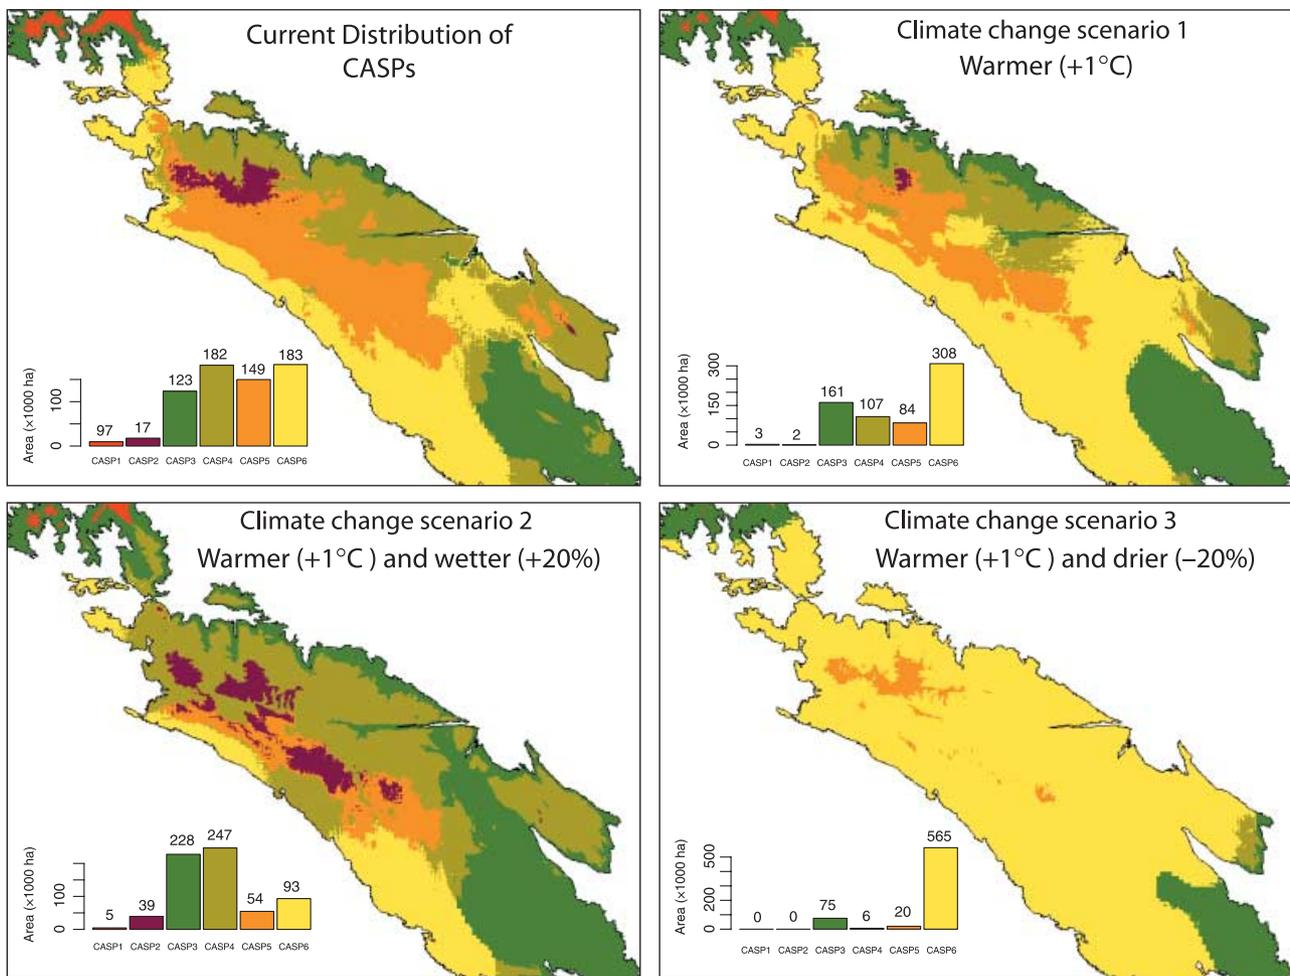 Current Distribution of
CASPs
Area (×1000 ha)
100
0
97
17
123
182
149
183
CASP1
CASP2
CASP3
CASP4
CASP5
CASP6
Climate change scenario 1
Warmer (+1°C)
Area (×1000 ha)
300
150
0
3
2
161
107
84
308
CASP1
CASP2
CASP3
CASP4
CASP5
CASP6
Climate change scenario 2
Warmer (+1°C ) and wetter (+20%)
Area (×1000 ha)
100
0
5
39
228
247
54
93
CASP1
CASP2
CASP3
CASP4
CASP5
CASP6
Climate change scenario 3
Warmer (+1°C) and drier (−20%)
Area (×1000 ha)
500
200
0
0
0
75
6
20
565
CASP1
CASP2
CASP3
CASP4
CASP5
CASP6